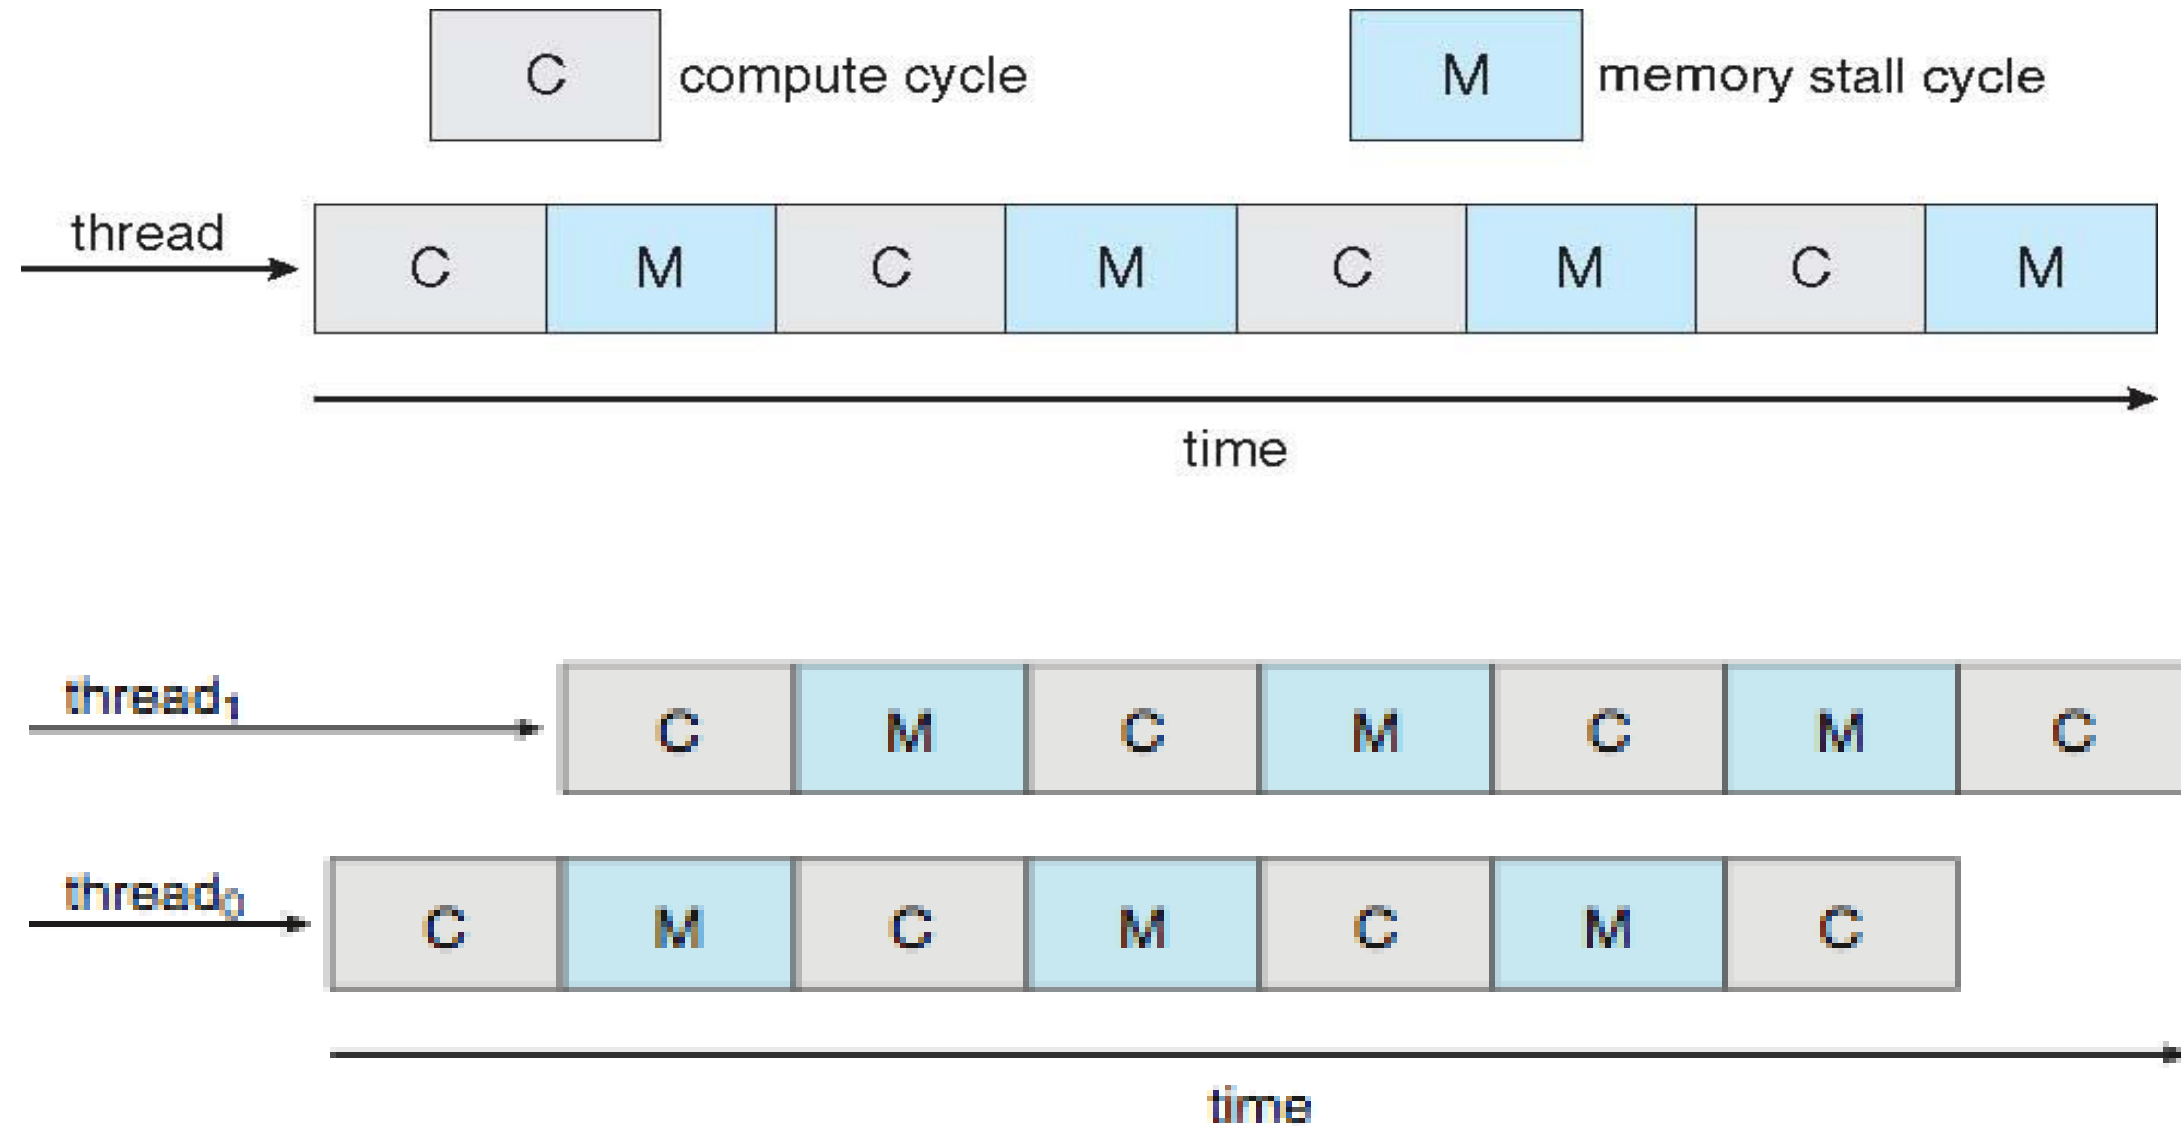 C compute cycle M memory stall cycle
thread
C M C M C M C M
time
thread1
C M C M C M C
thread0
C M C M C M C
time